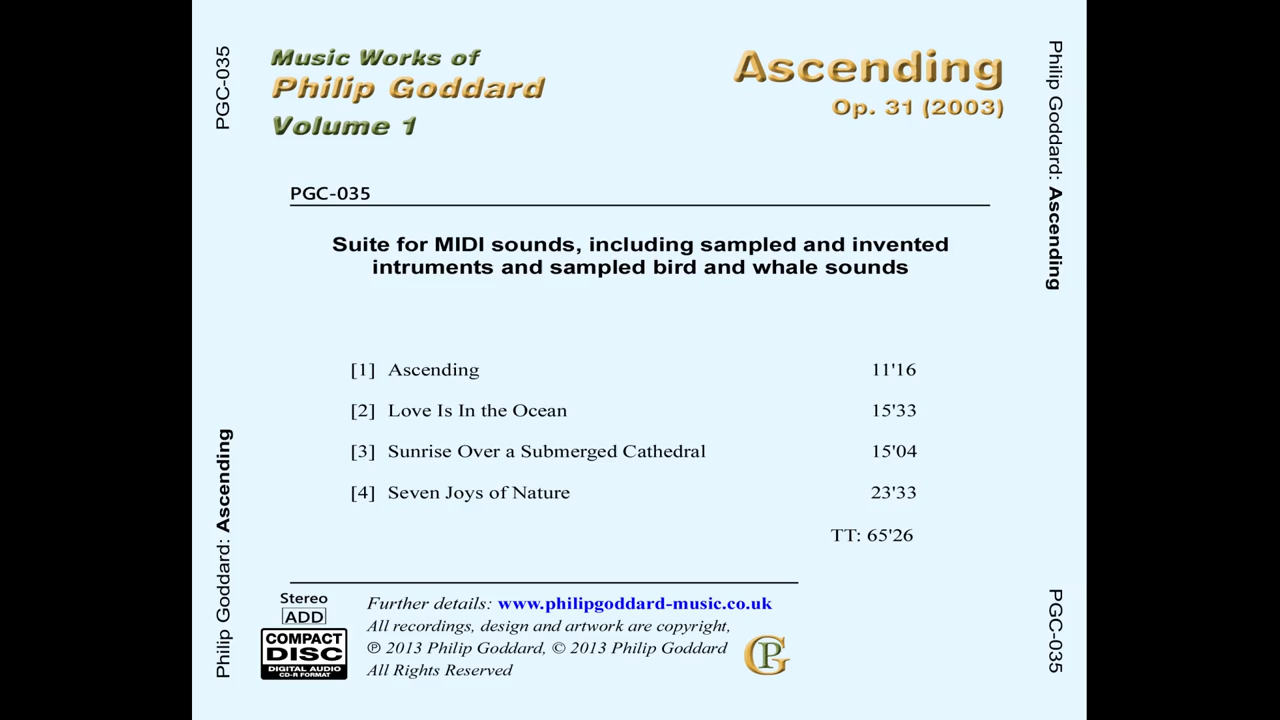 PGC-035
Philip Goddard: Ascending
Music Works of
Philip Goddard
Volume 1
Ascending
Op. 31 (2003)
PGC-035
Suite for MIDI sounds, including sampled and invented
intruments and sampled bird and whale sounds
[1] Ascending 11'16
[2] Love Is In the Ocean 15'33
[3] Sunrise Over a Submerged Cathedral 15'04
[4] Seven Joys of Nature 23'33
TT: 65'26
Stereo
ADD
COMPACT
DISC
DIGITAL AUDIO
CD-R FORMAT
Further details: www.philipgoddard-music.co.uk
All recordings, design and artwork are copyright,
℗ 2013 Philip Goddard, © 2013 Philip Goddard
All Rights Reserved
PG
Philip Goddard: Ascending
PGC-035